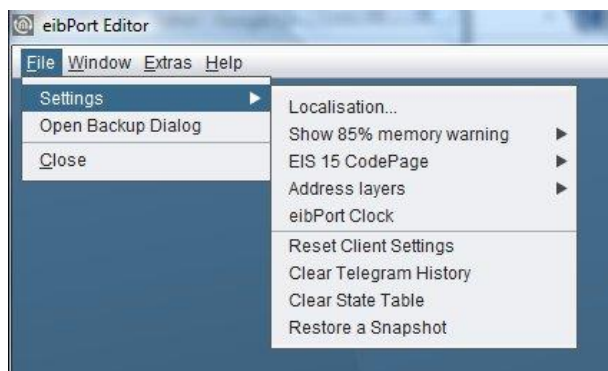 eibPort Editor
File Window Extras Help
Settings
Open Backup Dialog
Close
Localisation...
Show 85% memory warning
EIS 15 CodePage
Address layers
eibPort Clock
Reset Client Settings
Clear Telegram History
Clear State Table
Restore a Snapshot